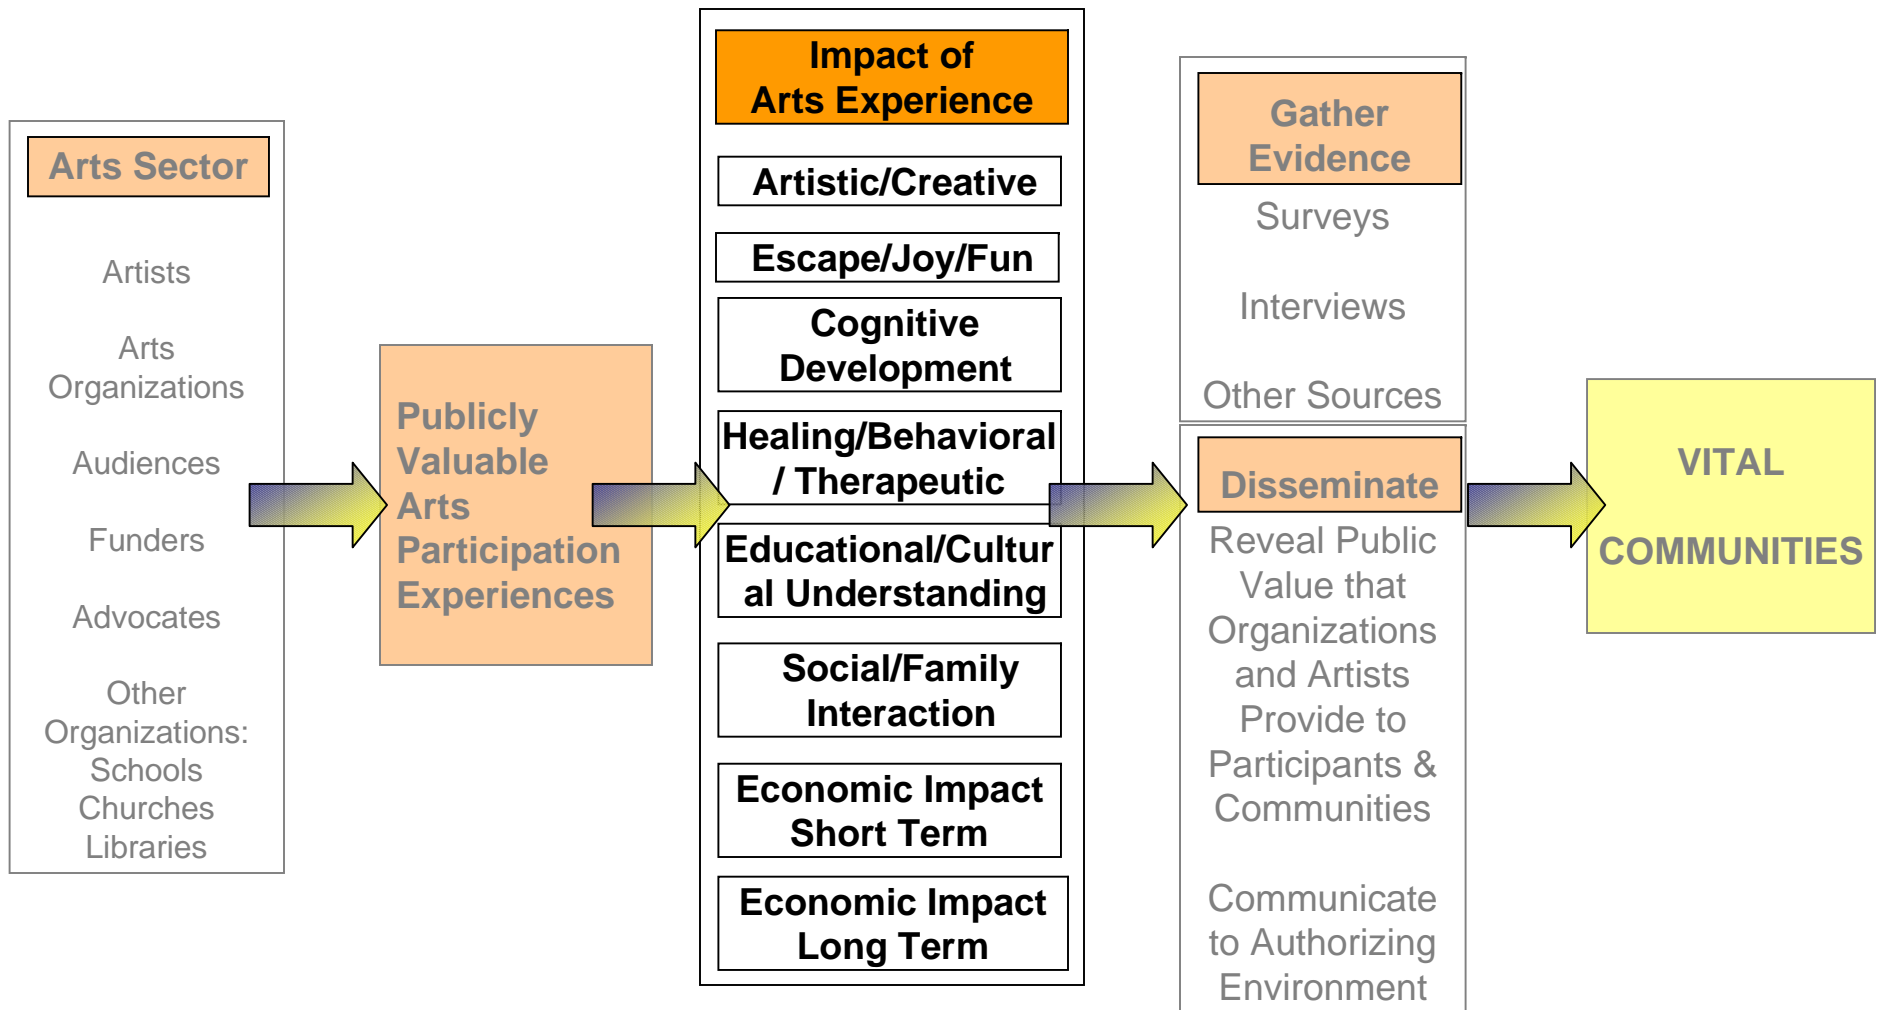 Arts Sector
Artists
Arts
Organizations
Audiences
Funders
Advocates
Other
Organizations:
Schools
Churches
Libraries
Publicly
Valuable
Arts
Participation
Experiences
Impact of
Arts Experience
Artistic/Creative
Escape/Joy/Fun
Cognitive
Development
Healing/Behavioral
/ Therapeutic
Educational/Cultur
al Understanding
Social/Family
Interaction
Economic Impact
Short Term
Economic Impact
Long Term
Gather
Evidence
Surveys
Interviews
Other Sources
Disseminate
Reveal Public
Value that
Organizations
and Artists
Provide to
Participants &
Communities
Communicate
to Authorizing
Environment
VITAL
COMMUNITIES